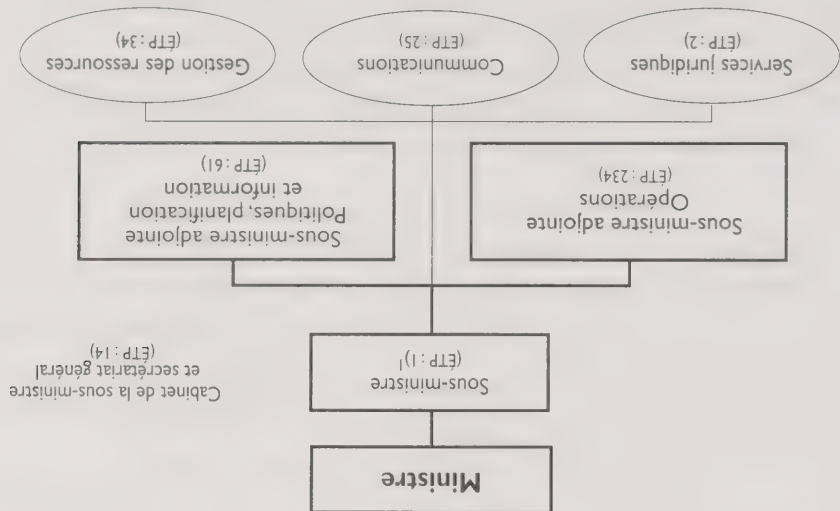 Ministre
Sous-ministre
(ÉTP : 1)¹
Cabinet de la sous-ministre
et secrétariat général
(ÉTP : 14)
Sous-ministre adjointe
Opérations
(ÉTP : 234)
Sous-ministre adjointe
Politiques, planification
et information
(ÉTP : 61)
Services juridiques
(ÉTP : 2)
Communications
(ÉTP : 25)
Gestion des ressources
(ÉTP : 34)